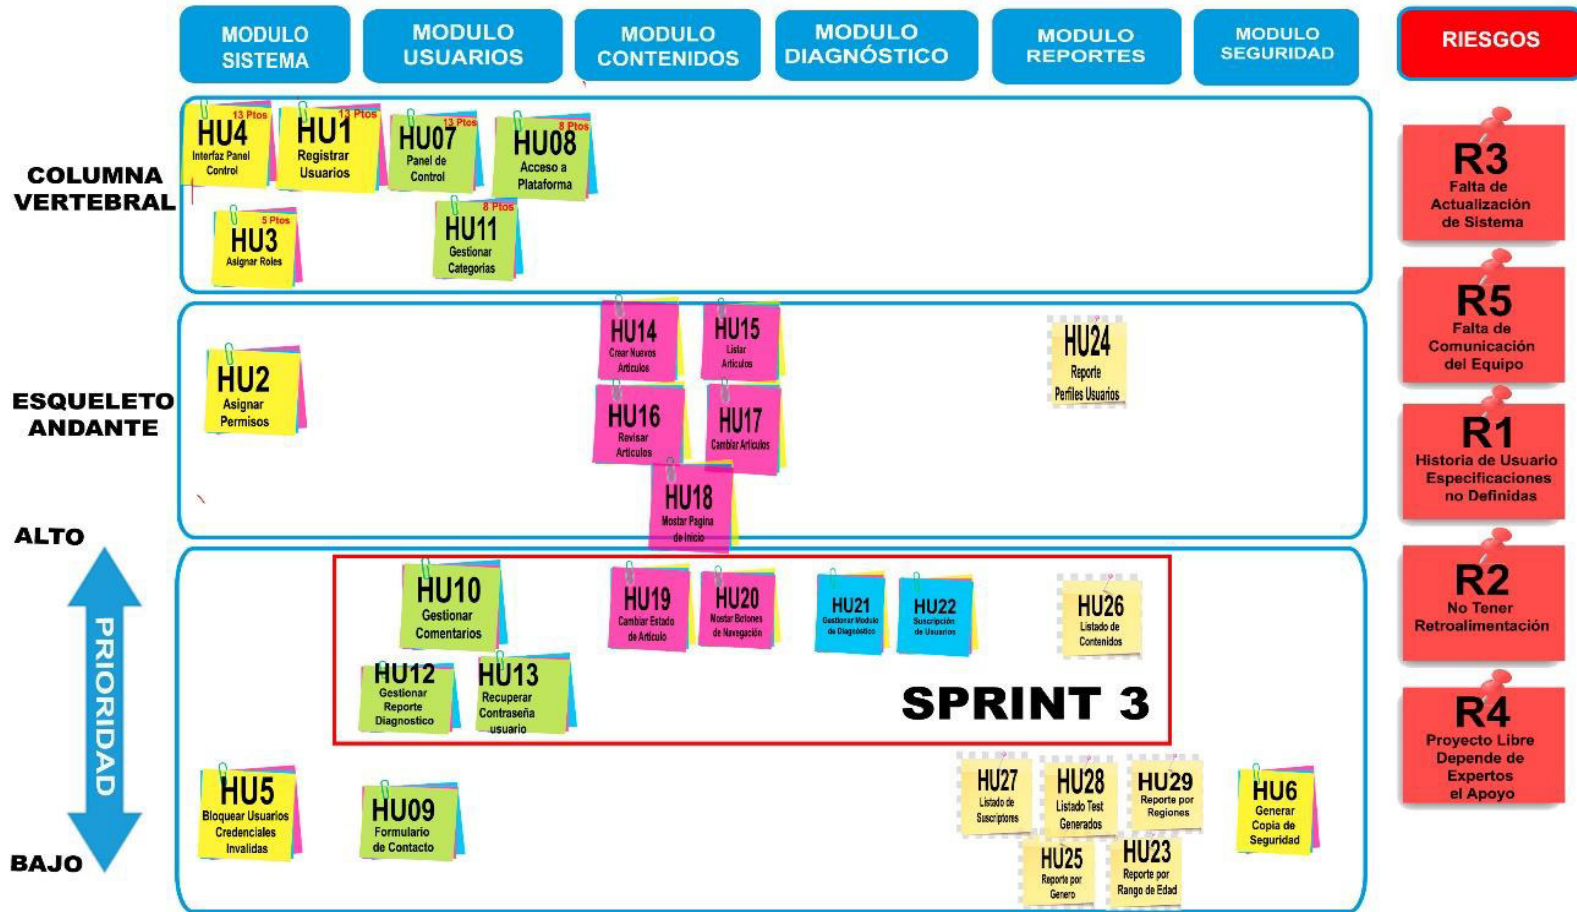 MODULO
SISTEMA
MODULO
USUARIOS
MODULO
CONTENIDOS
MODULO
DIAGNÓSTICO
MODULO
REPORTES
MODULO
SEGURIDAD
RIESGOS
COLUMNA
VERTEBRAL
13 Ptos
HU4
Interfaz Panel
Control
13 Ptos
HU1
Registrar
Usuarios
13 Ptos
HU07
Panel de
Control
8 Ptos
HU08
Acceso a
Plataforma
5 Ptos
HU3
Asignar Roles
8 Ptos
HU11
Gestionar
Categorias
ESQUELETO
ANDANTE
HU2
Asignar
Permisos
HU14
Crear Nuevos
Artículos
HU15
Listar
Artículos
HU16
Revisar
Artículos
HU17
Cambiar Artículos
HU18
Mostar Pagina
de Inicio
HU24
Reporte
Perfiles Usuarios
ALTO
PRIORIDAD
BAJO
HU10
Gestionar
Comentarios
HU19
Cambiar Estado
de Artículo
HU20
Mostar Botones
de Navegación
HU21
Gestionar Modulo
de Diagnóstico
HU22
Suscripción
de Usuarios
HU26
Listado de
Contenidos
HU12
Gestionar
Reporte
Diagnostico
HU13
Recuperar
Contraseña
usuario
SPRINT 3
HU5
Bloquear Usuarios
Credenciales
Invalidas
HU09
Formulario
de Contacto
HU27
Listado de
Suscriptores
HU28
Listado Test
Generados
HU29
Reporte por
Regiones
HU25
Reporte por
Genero
HU23
Reporte por
Rango de Edad
HU6
Generar
Copia de
Seguridad
R3
Falta de
Actualización
de Sistema
R5
Falta de
Comunicación
del Equipo
R1
Historia de Usuario
Especificaciones
no Definidas
R2
No Tener
Retroalimentación
R4
Proyecto Libre
Depende de
Expertos
el Apoyo